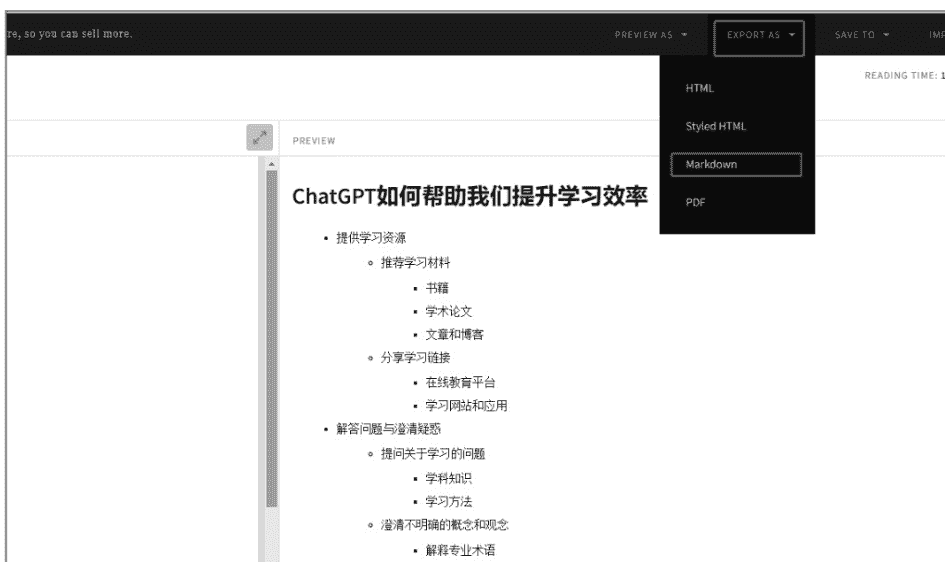 re, so you can sell more.
PREVIEW AS
EXPORT AS
SAVE TO
HTML
Styled HTML
Markdown
PDF
READING TIME: 1
PREVIEW
ChatGPT如何帮助我们提升学习效率
提供学习资源
推荐学习材料
书籍
学术论文
文章和博客
分享学习链接
在线教育平台
学习网站和应用
解答问题与澄清疑惑
提问关于学习的问题
学科知识
学习方法
澄清不明确的概念和观念
解释专业术语